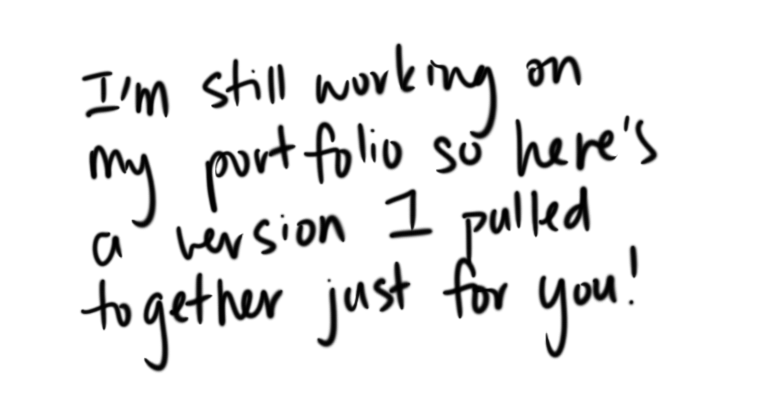 I'm still working on
my portfolio so here's
a version I pulled
together just for you!